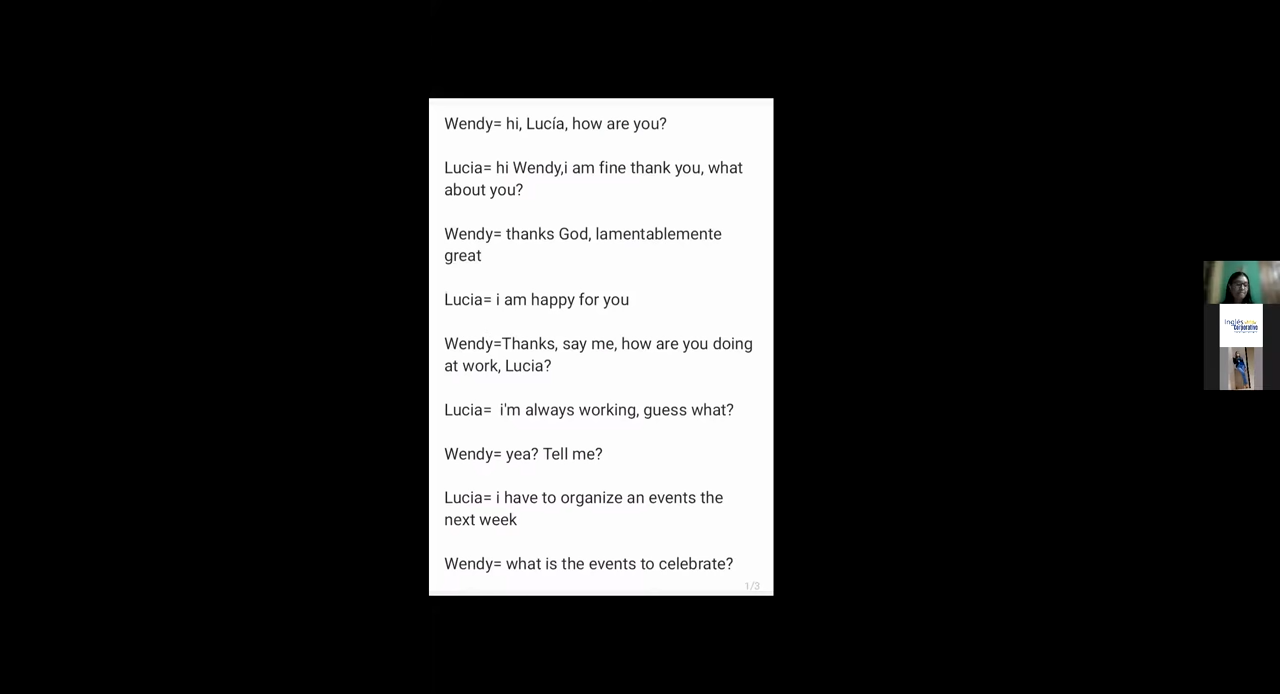 Wendy= hi, Lucía, how are you?
Lucia= hi Wendy,i am fine thank you, what
about you?
Wendy= thanks God, lamentablemente
great
Lucia= i am happy for you
Wendy=Thanks, say me, how are you doing
at work, Lucia?
Lucia=  i'm always working, guess what?
Wendy= yea? Tell me?
Lucia= i have to organize an events the
next week
Wendy= what is the events to celebrate?
1/3
inglés
Corporativo